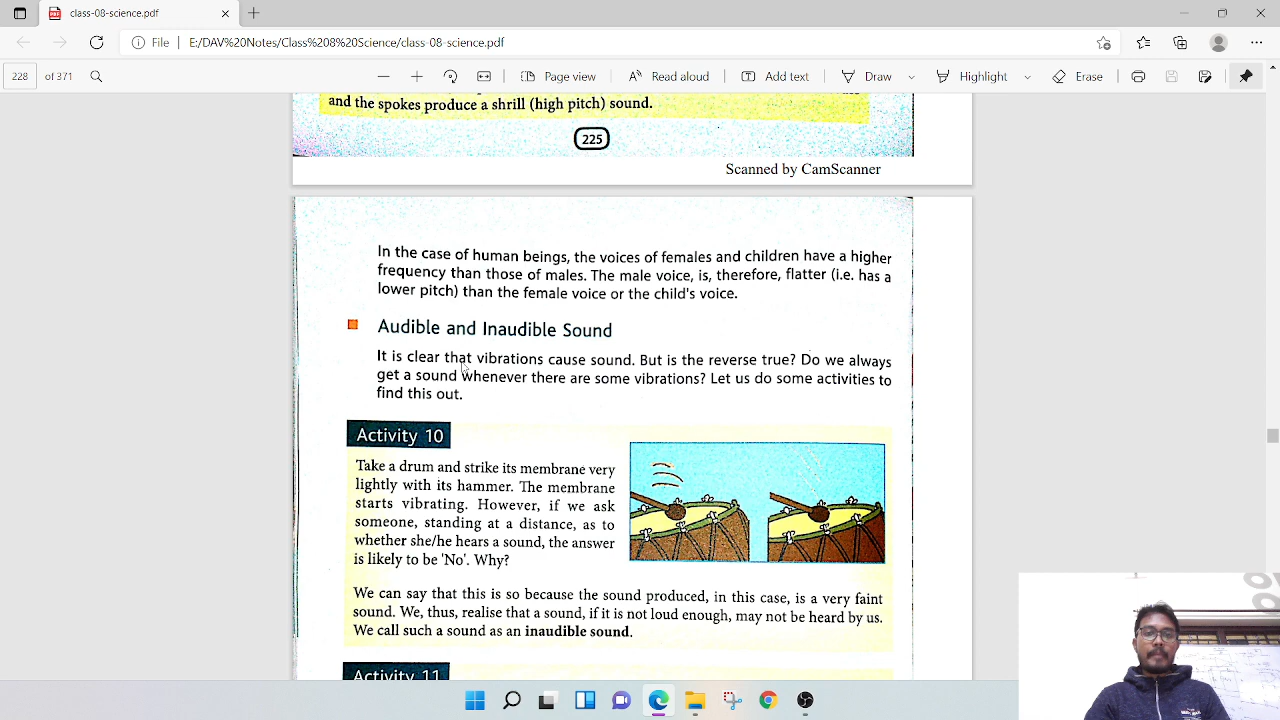 class-08-science.pdf
File | E:/DAV%20Notes/Class%208%20Science/class-08-science.pdf
228 of 371
Page view
Read aloud
Add text
Draw
Highlight
Erase
and the spokes produce a shrill (high pitch) sound.
225
Scanned by CamScanner
In the case of human beings, the voices of females and children have a higher
frequency than those of males. The male voice, is, therefore, flatter (i.e. has a
lower pitch) than the female voice or the child's voice.
Audible and Inaudible Sound
It is clear that vibrations cause sound. But is the reverse true? Do we always
get a sound whenever there are some vibrations? Let us do some activities to
find this out.
Activity 10
Take a drum and strike its membrane very
lightly with its hammer. The membrane
starts vibrating. However, if we ask
someone, standing at a distance, as to
whether she/he hears a sound, the answer
is likely to be 'No'. Why?
We can say that this is so because the sound produced, in this case, is a very faint
sound. We, thus, realise that a sound, if it is not loud enough, may not be heard by us.
We call such a sound as an inaudible sound.
Activity 11